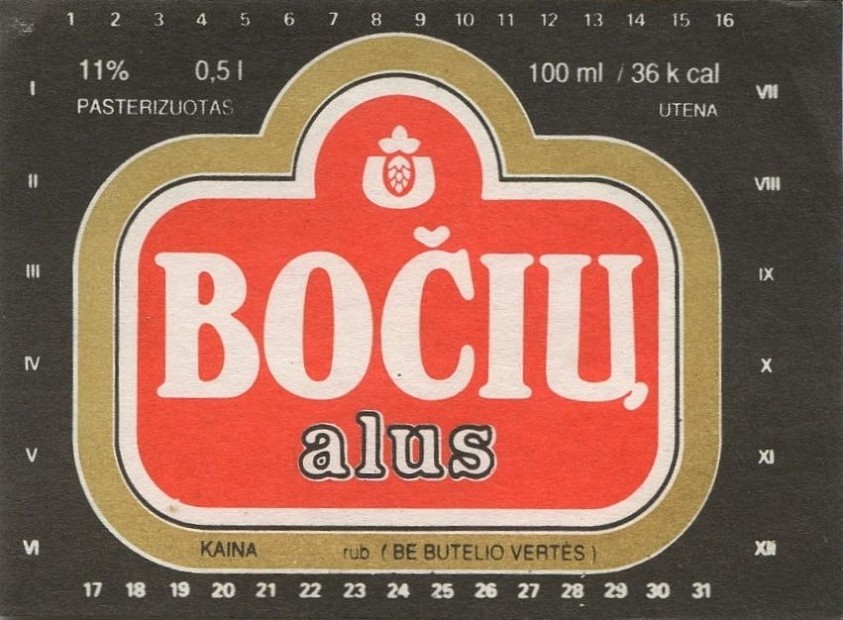 1 2 3 4 5 6 7 8 9 10 11 12 13 14 15 16
11% 0,5 l 100 ml / 36 k cal
PASTERIZUOTAS UTENA
I VII
II VIII
III IX
IV X
V XI
VI XII
BOČIŲ
alus
KAINA rub ( BE BUTELIO VERTĖS )
17 18 19 20 21 22 23 24 25 26 27 28 29 30 31